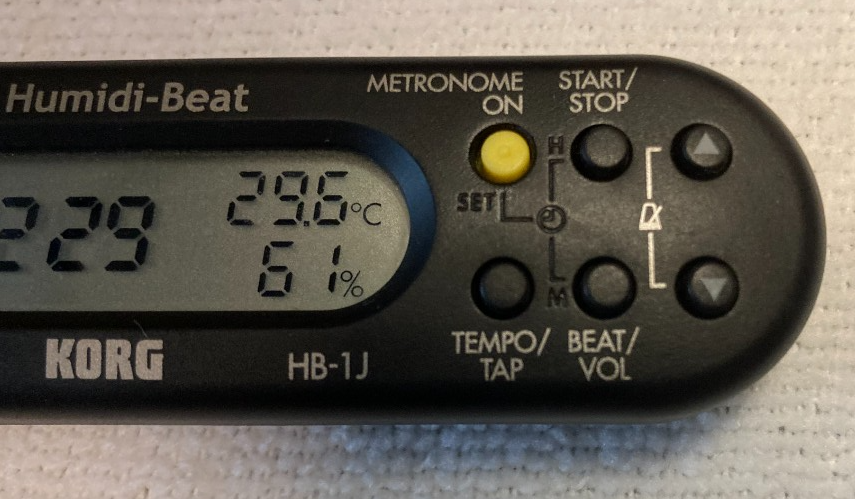 Humidi-Beat
METRONOME
ON
START/
STOP
29.6°C
229
61%
SET
H
M
KORG
HB-1J
TEMPO/
TAP
BEAT/
VOL